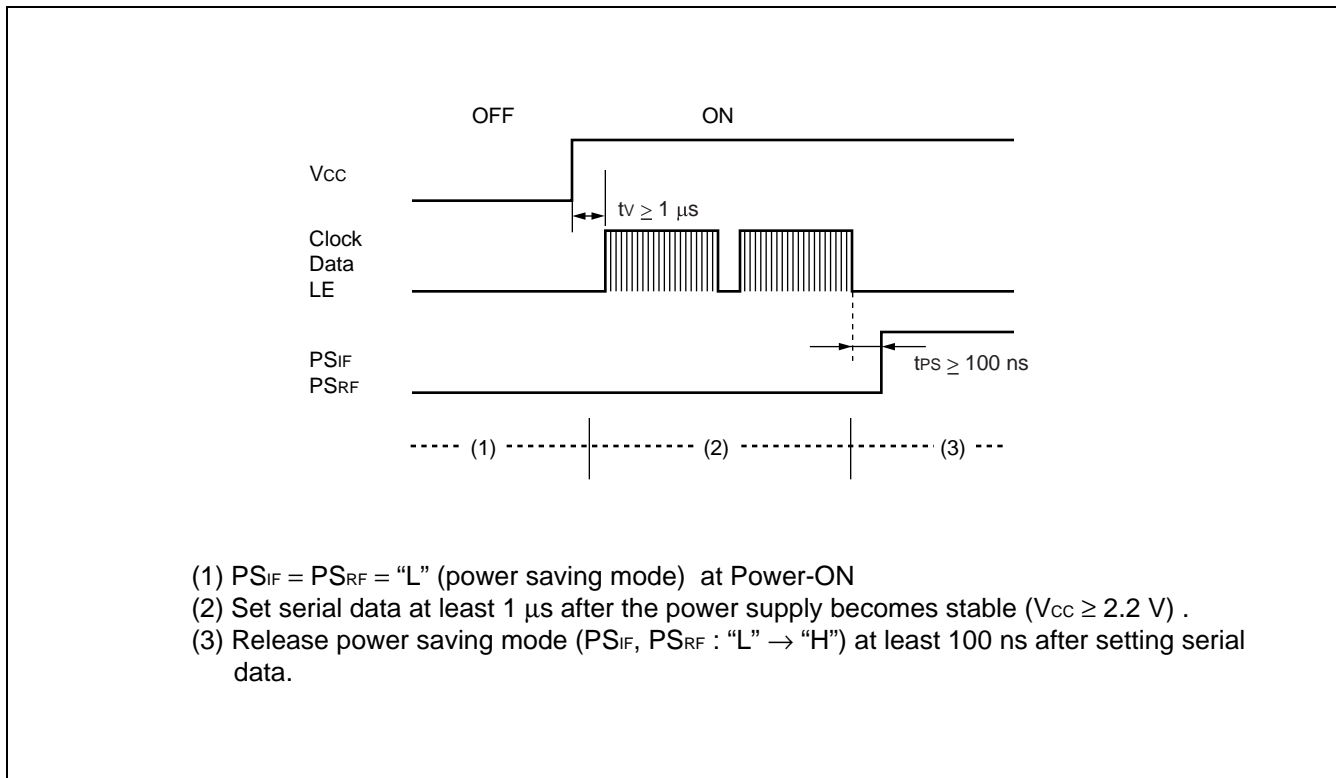 OFF ON
Vcc
tV ≥ 1 μs
Clock
Data
LE
PSIF
PSRF
tPS ≥ 100 ns
(1) (2) (3)
(1) PSIF = PSRF = “L” (power saving mode) at Power-ON
(2) Set serial data at least 1 μs after the power supply becomes stable (Vcc ≥ 2.2 V) .
(3) Release power saving mode (PSIF, PSRF : “L” → “H”) at least 100 ns after setting serial
data.